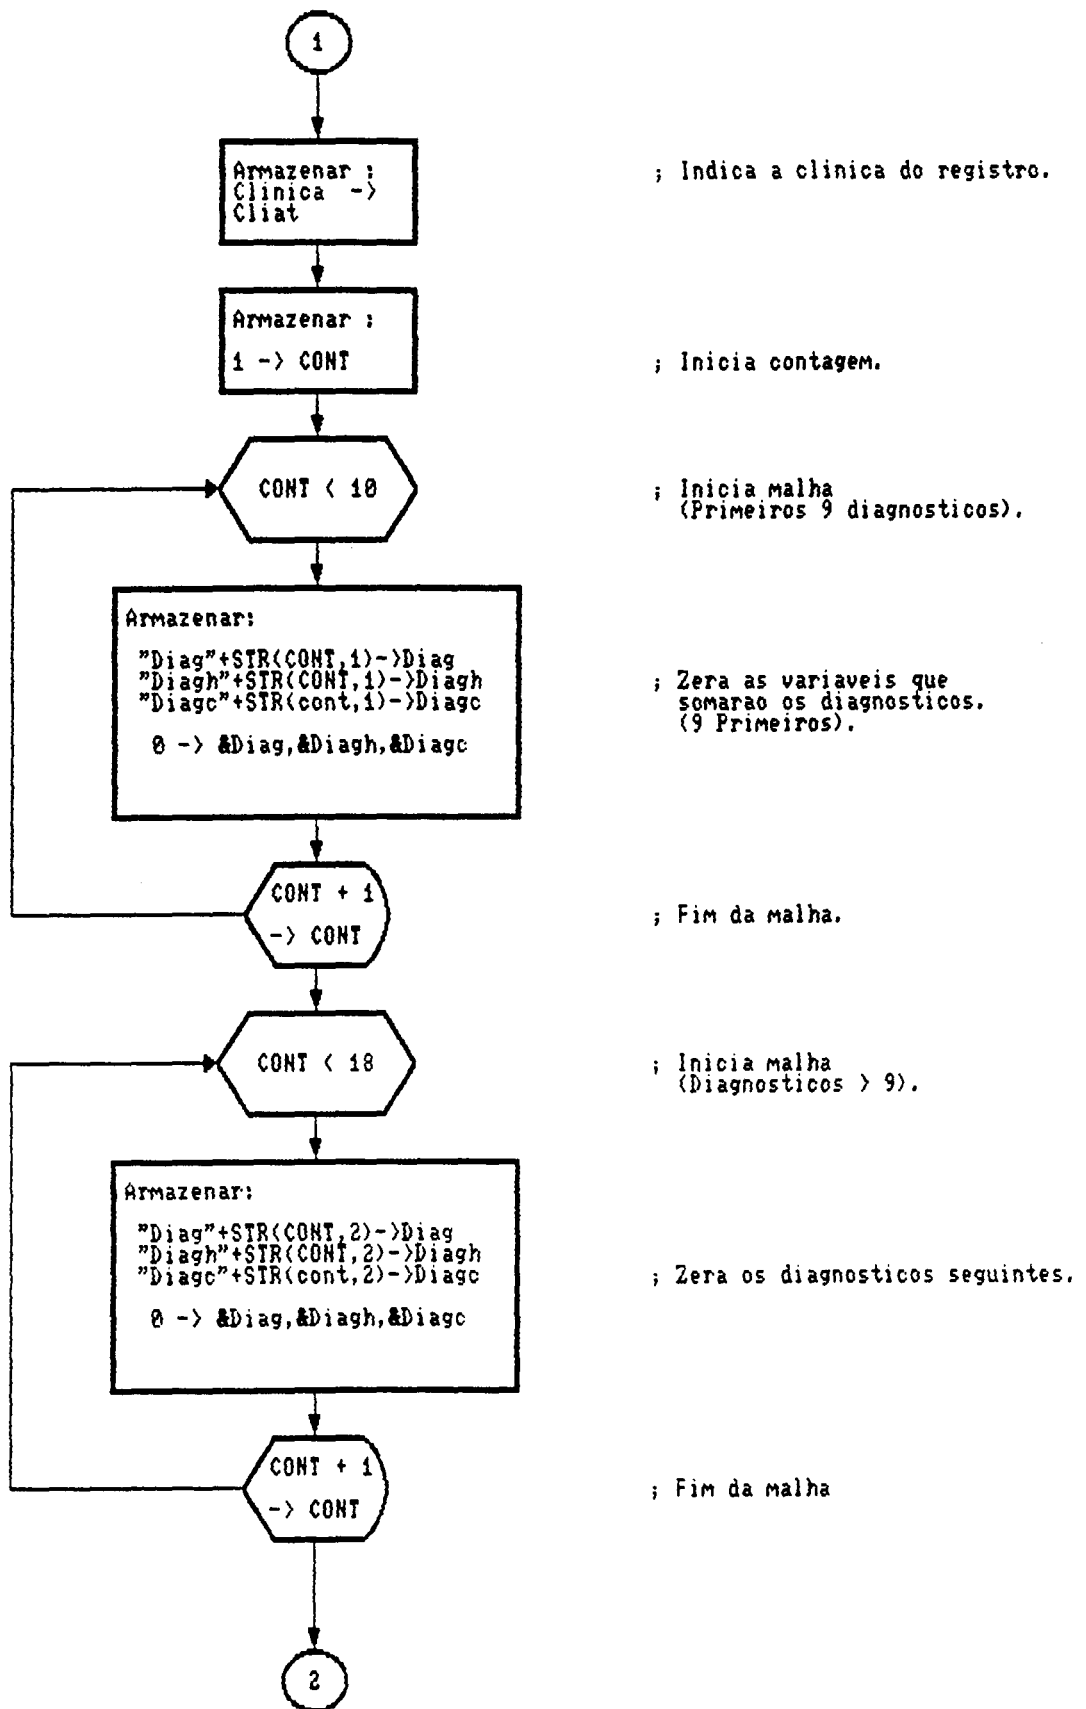 1
Armazenar :
Clinica ->
Cliat
; Indica a clinica do registro.
Armazenar :
1 -> CONT
; Inicia contagem.
CONT < 10
; Inicia malha
(Primeiros 9 diagnosticos).
Armazenar:
"Diag"+STR(CONT,1)->Diag
"Diagh"+STR(CONT,1)->Diagh
"Diagc"+STR(cont,1)->Diagc
0 -> &Diag,&Diagh,&Diagc
; Zera as variaveis que
somarao os diagnosticos.
(9 Primeiros).
CONT + 1
-> CONT
; Fim da malha.
CONT < 18
; Inicia malha
(Diagnosticos > 9).
Armazenar:
"Diag"+STR(CONT,2)->Diag
"Diagh"+STR(CONT,2)->Diagh
"Diagc"+STR(cont,2)->Diagc
0 -> &Diag,&Diagh,&Diagc
; Zera os diagnosticos seguintes.
CONT + 1
-> CONT
; Fim da malha
2